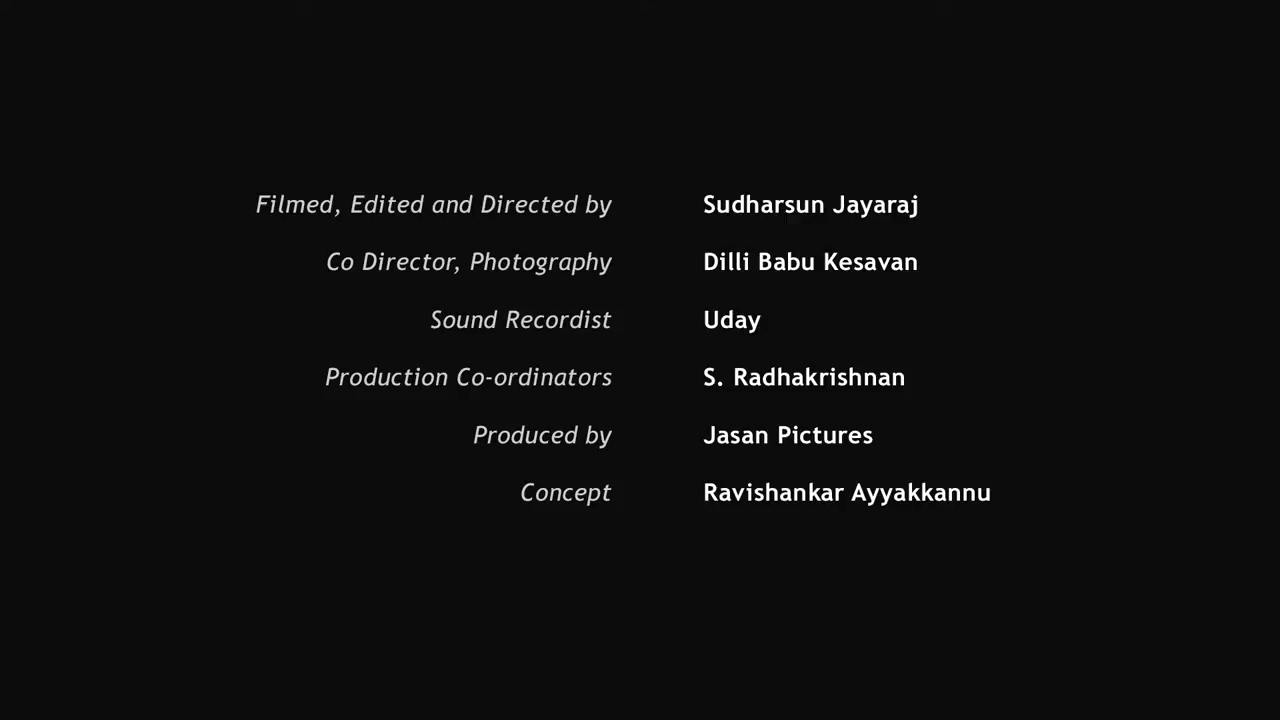 Filmed, Edited and Directed by Sudharsun Jayaraj
Co Director, Photography Dilli Babu Kesavan
Sound Recordist Uday
Production Co-ordinators S. Radhakrishnan
Produced by Jasan Pictures
Concept Ravishankar Ayyakkannu